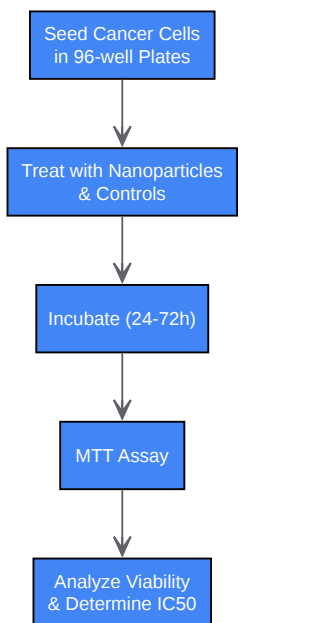 Seed Cancer Cells
in 96-well Plates
Treat with Nanoparticles
& Controls
Incubate (24-72h)
MTT Assay
Analyze Viability
& Determine IC50